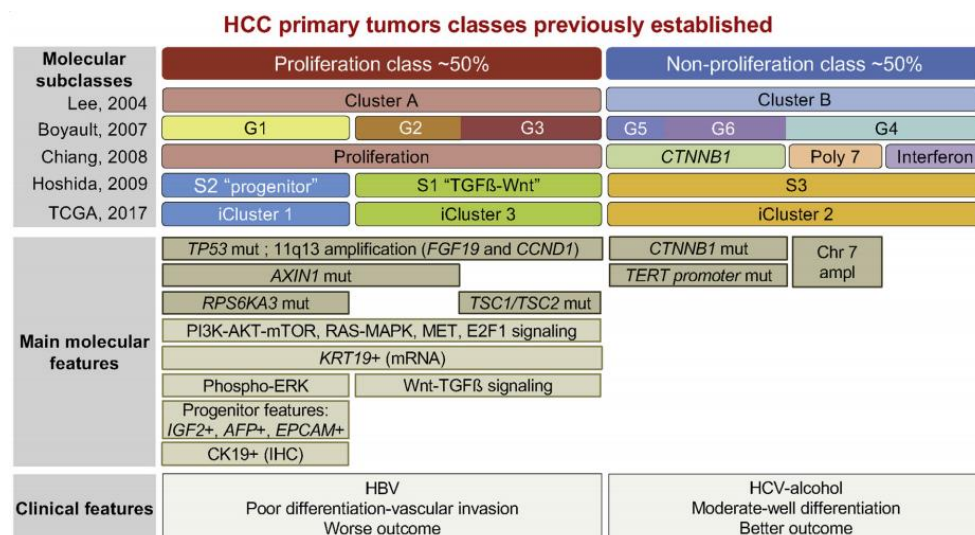 HCC primary tumors classes previously established
Molecular subclasses
Proliferation class ~50%
Non-proliferation class ~50%
Lee, 2004
Cluster A
Cluster B
Boyault, 2007
G1
G2
G3
G5
G6
G4
Chiang, 2008
Proliferation
CTNNB1
Poly 7
Interferon
Hoshida, 2009
S2 "progenitor"
S1 "TGFß-Wnt"
S3
TCGA, 2017
iCluster 1
iCluster 3
iCluster 2
Main molecular features
TP53 mut ; 11q13 amplification (FGF19 and CCND1)
CTNNB1 mut
Chr 7 ampl
AXIN1 mut
TERT promoter mut
RPS6KA3 mut
TSC1/TSC2 mut
PI3K-AKT-mTOR, RAS-MAPK, MET, E2F1 signaling
KRT19+ (mRNA)
Phospho-ERK
Wnt-TGFß signaling
Progenitor features:
IGF2+, AFP+, EPCAM+
CK19+ (IHC)
Clinical features
HBV
Poor differentiation-vascular invasion
Worse outcome
HCV-alcohol
Moderate-well differentiation
Better outcome